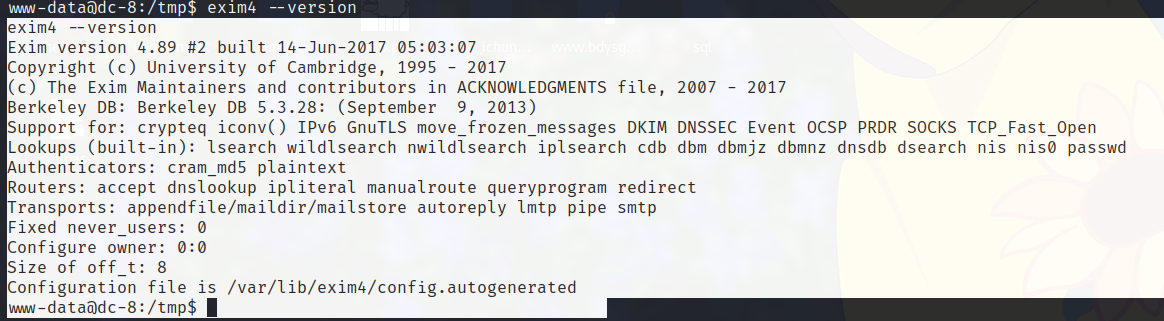 www-data@dc-8:/tmp$ exim4 --version
exim4 --version
Exim version 4.89 #2 built 14-Jun-2017 05:03:07
Copyright (c) University of Cambridge, 1995 - 2017
(c) The Exim Maintainers and contributors in ACKNOWLEDGMENTS file, 2007 - 2017
Berkeley DB: Berkeley DB 5.3.28: (September  9, 2013)
Support for: crypteq iconv() IPv6 GnuTLS move_frozen_messages DKIM DNSSEC Event OCSP PRDR SOCKS TCP_Fast_Open
Lookups (built-in): lsearch wildlsearch nwildlsearch iplsearch cdb dbm dbmjz dbmnz dnsdb dsearch nis nis0 passwd
Authenticators: cram_md5 plaintext
Routers: accept dnslookup ipliteral manualroute queryprogram redirect
Transports: appendfile/maildir/mailstore autoreply lmtp pipe smtp
Fixed never_users: 0
Configure owner: 0:0
Size of off_t: 8
Configuration file is /var/lib/exim4/config.autogenerated
www-data@dc-8:/tmp$